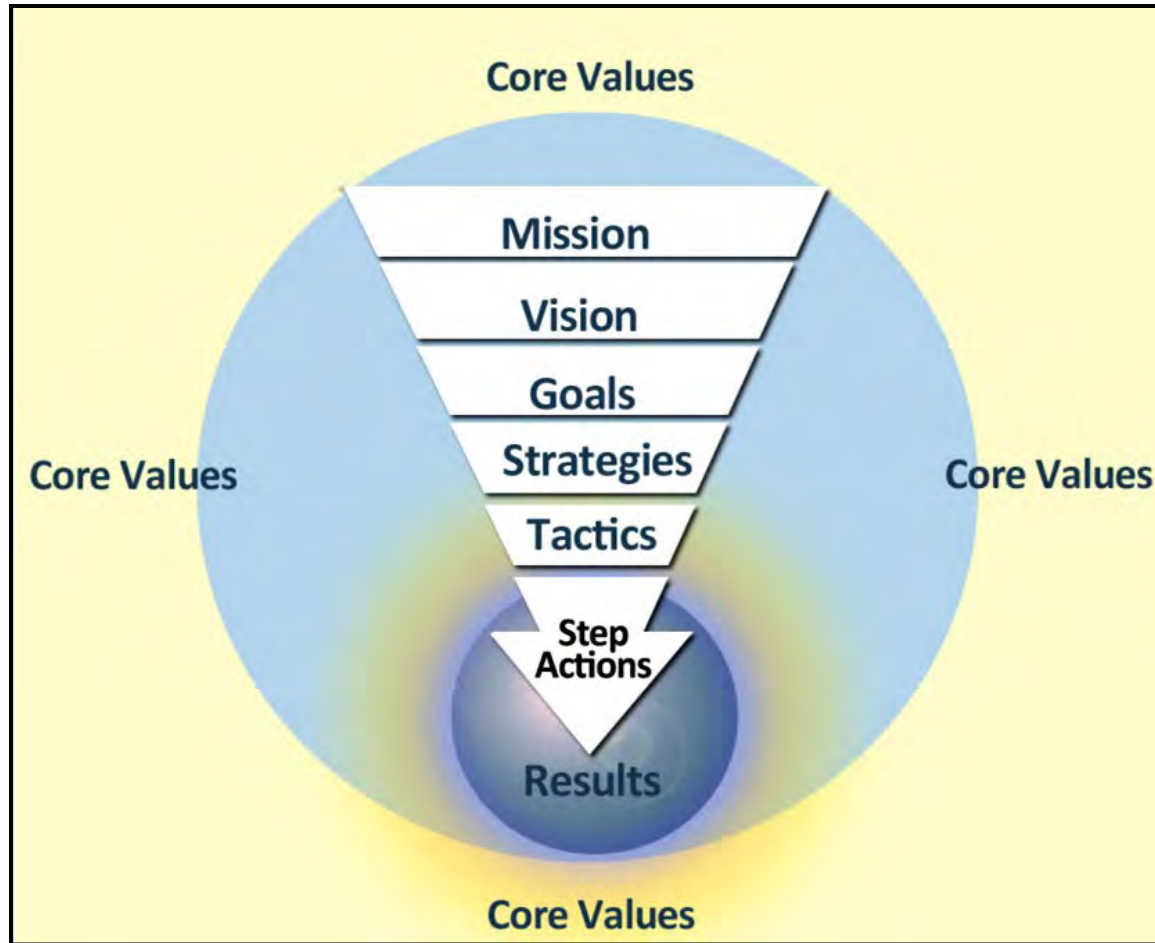 Core Values
Mission
Vision
Goals
Core Values
Strategies
Core Values
Tactics
Step
Actions
Results
Core Values